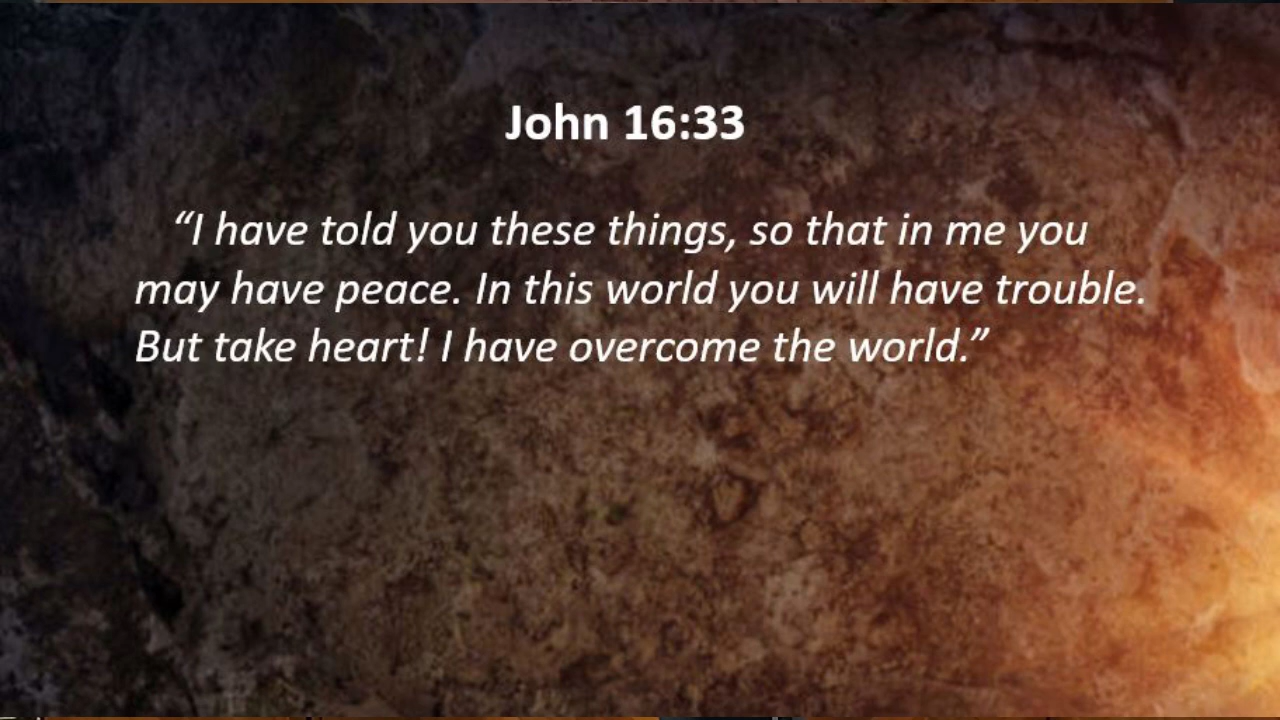 John 16:33
“I have told you these things, so that in me you
may have peace. In this world you will have trouble.
But take heart! I have overcome the world.”